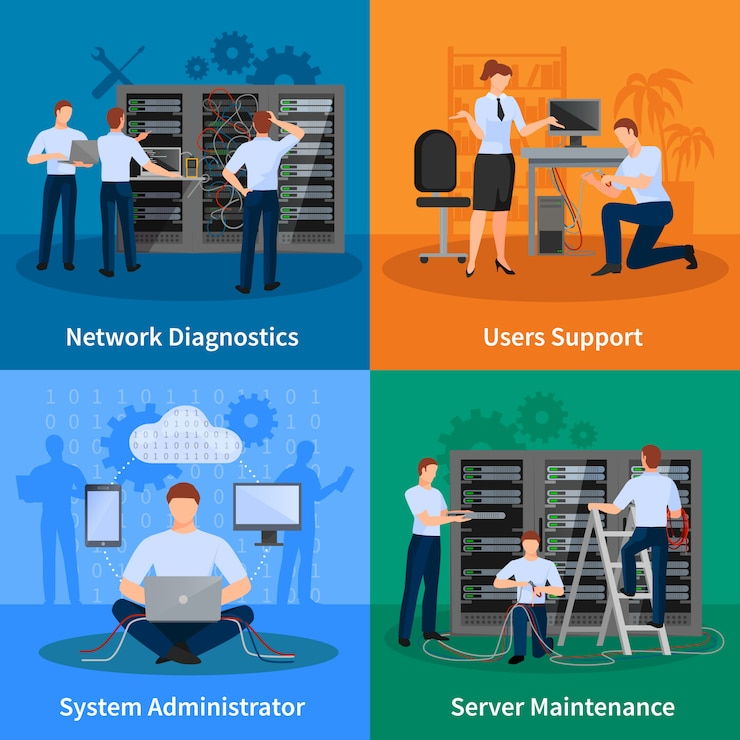 Network Diagnostics
Users Support
System Administrator
Server Maintenance